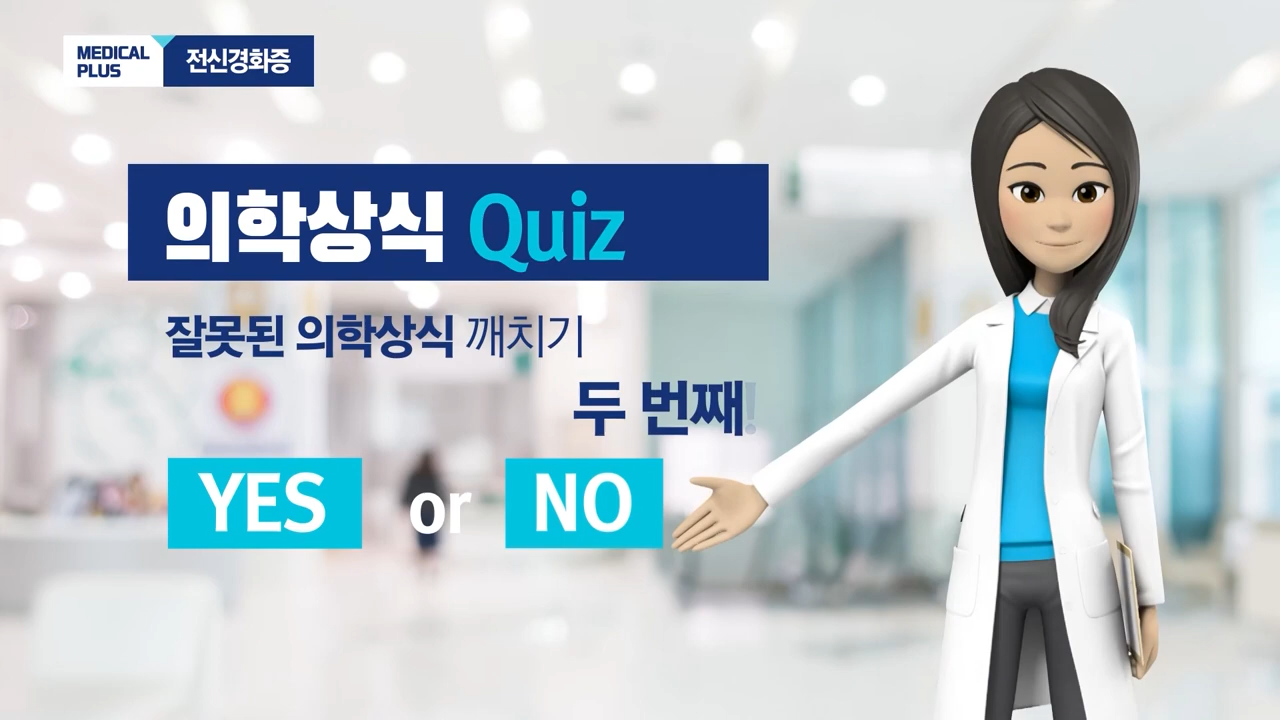 MEDICAL
PLUS
전신경화증
의학상식 Quiz
잘못된 의학상식 깨치기
두 번째!
YES or NO